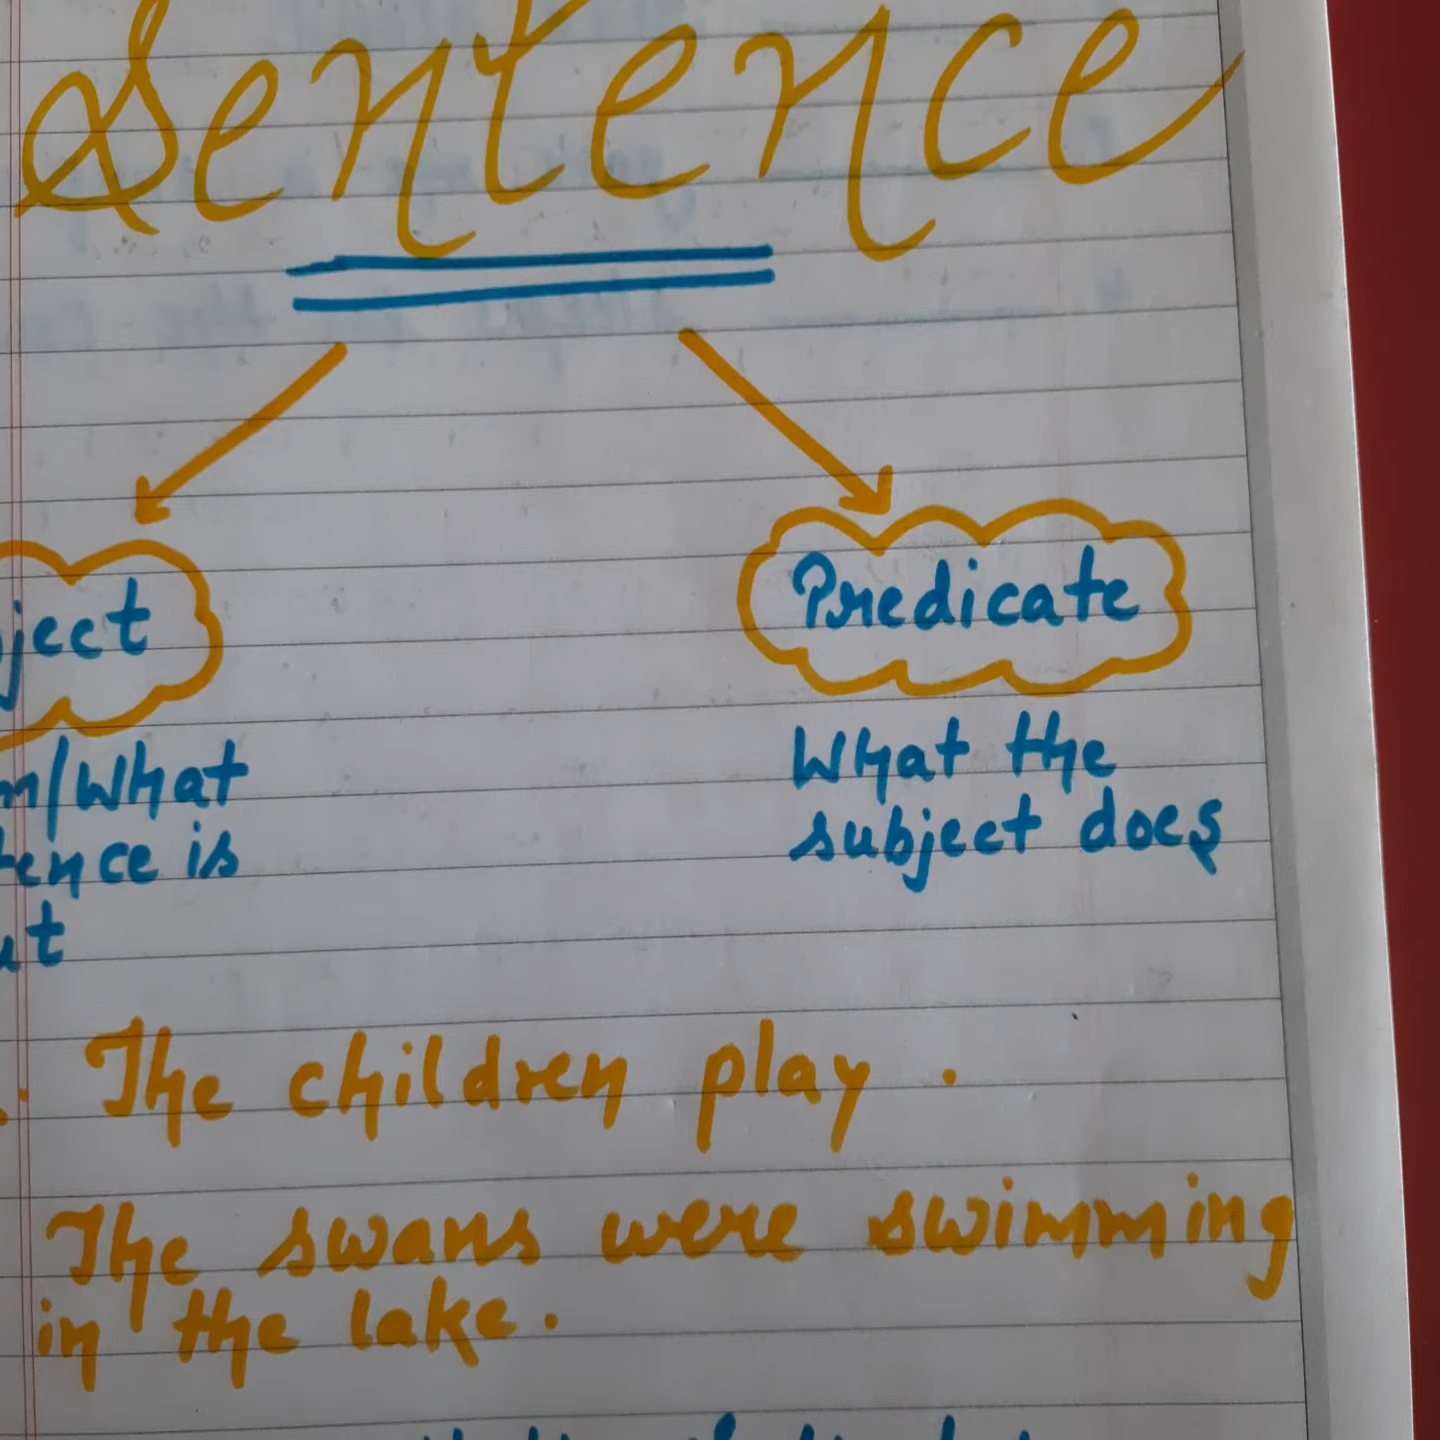 Sentence
ject Predicate
m/What What the
tence is subject does
ut
The children play.
The swans were swimming
in the lake.